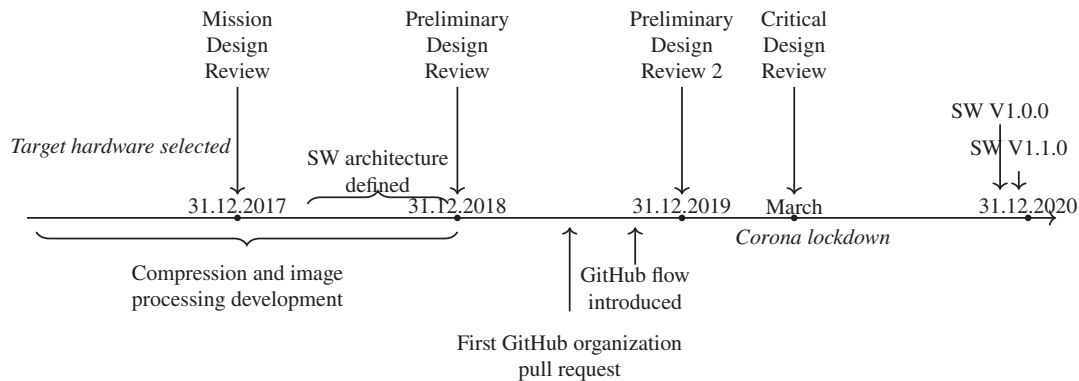 Mission
Design
Review
Preliminary
Design
Review
Preliminary
Design
Review 2
Critical
Design
Review
SW V1.0.0
Target hardware selected
SW architecture
defined
SW V1.1.0
31.12.2017
31.12.2018
31.12.2019
March
31.12.2020
Corona lockdown
Compression and image
processing development
GitHub flow
introduced
First GitHub organization
pull request